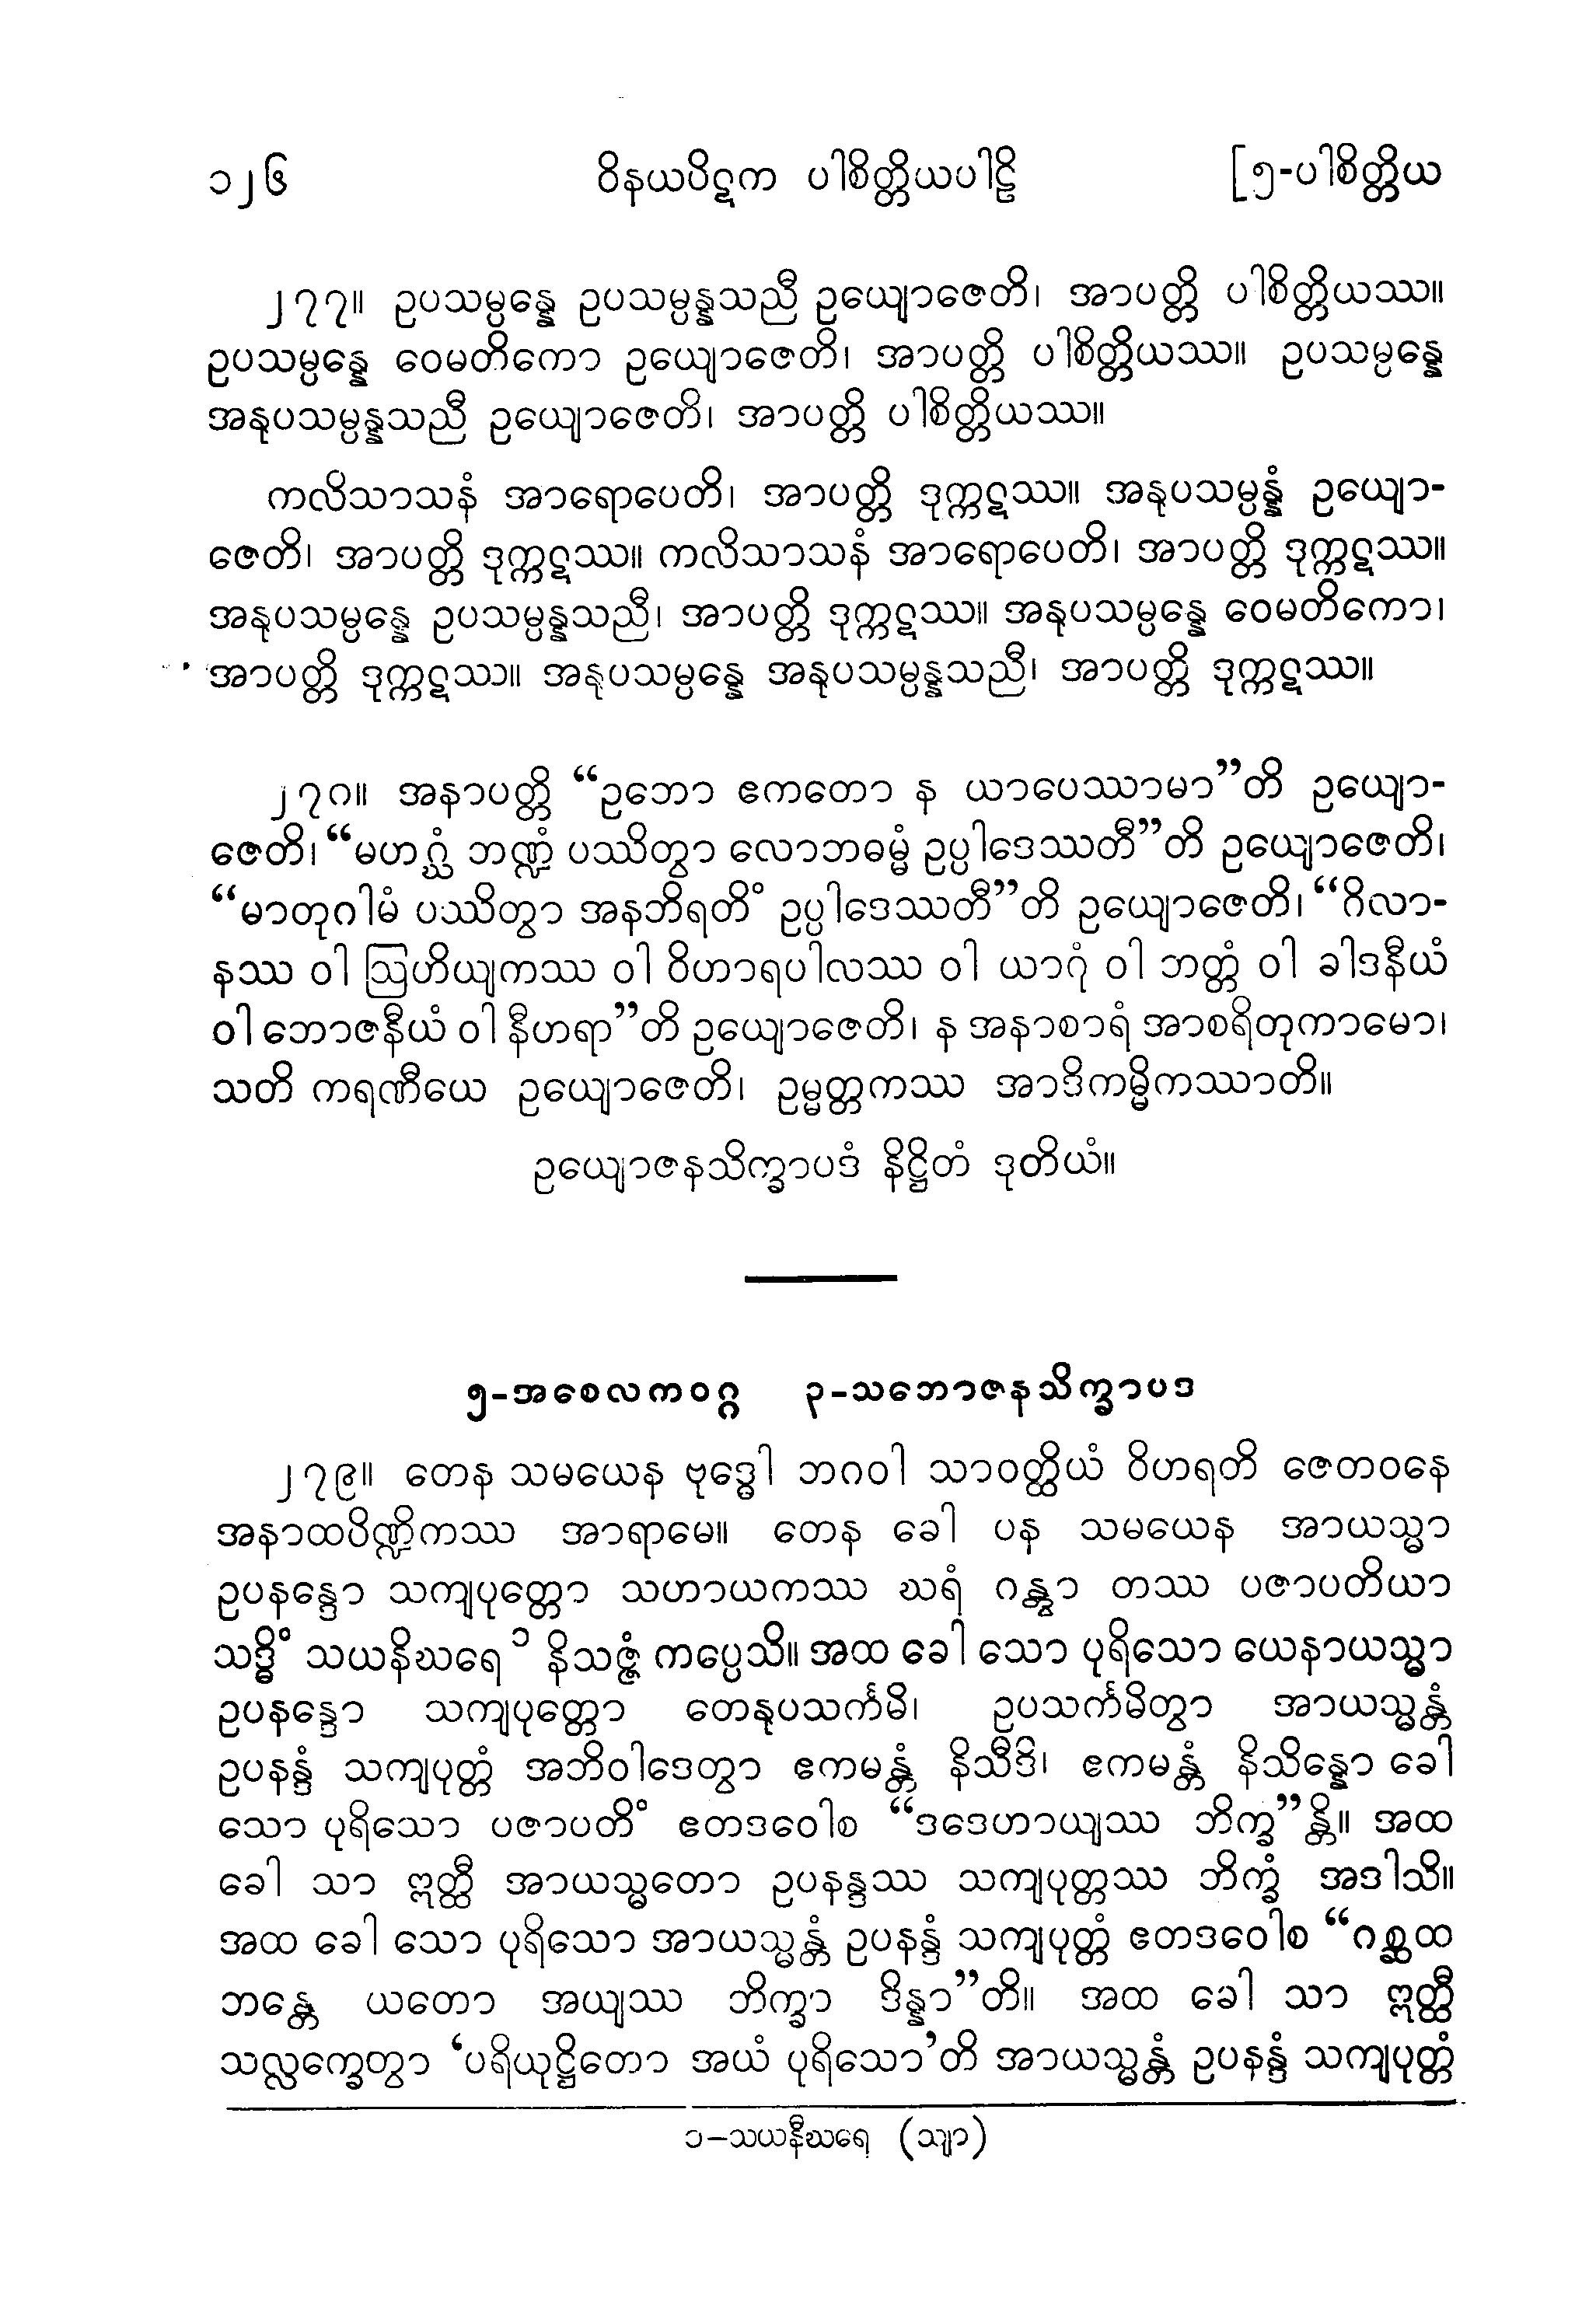 ၁၂၆ ဝိနယပိဋက ပါစိတ္တိယပါဠိ [၅-ပါစိတ္တိယ
၂၇၇။ ဥပသမ္ပန္နေ ဥပသမ္ပန္နသညီ ဥယျောဇေတိ၊ အာပတ္တိ ပါစိတ္တိယဿ။
ဥပသမ္ပန္နေ ဝေမတိကော ဥယျောဇေတိ၊ အာပတ္တိ ပါစိတ္တိယဿ။ ဥပသမ္ပန္နေ
အနုပသမ္ပန္နသညီ ဥယျောဇေတိ၊ အာပတ္တိ ပါစိတ္တိယဿ။
ကလိသာသနံ အာရောပေတိ၊ အာပတ္တိ ဒုက္ကဋဿ။ အနုပသမ္ပန္နံ ဥယျော-
ဇေတိ၊ အာပတ္တိ ဒုက္ကဋဿ။ ကလိသာသနံ အာရောပေတိ၊ အာပတ္တိ ဒုက္ကဋဿ။
အနုပသမ္ပန္နေ ဥပသမ္ပန္နသညီ၊ အာပတ္တိ ဒုက္ကဋဿ။ အနုပသမ္ပန္နေ ဝေမတိကော၊
အာပတ္တိ ဒုက္ကဋဿ။ အနုပသမ္ပန္နေ အနုပသမ္ပန္နသညီ၊ အာပတ္တိ ဒုက္ကဋဿ။
၂၇၈။ အနာပတ္တိ “ဥဘော ဧကတော န ယာပေဿာမာ”တိ ဥယျော-
ဇေတိ၊ “မဟဂ္ဃံ ဘဏ္ဍံ ပဿိတွာ လောဘဓမ္မံ ဥပ္ပါဒေဿတီ”တိ ဥယျောဇေတိ၊
“မာတုဂါမံ ပဿိတွာ အနဘိရတိံ ဥပ္ပါဒေဿတီ”တိ ဥယျောဇေတိ၊ “ဂိလာ-
နဿ ဝါ ဩဟိယျကဿ ဝါ ဝိဟာရပါလဿ ဝါ ယာဂုံ ဝါ ဘတ္တံ ဝါ ခါဒနီယံ
ဝါ ဘောဇနီယံ ဝါ နီဟရာ”တိ ဥယျောဇေတိ၊ န အနာစာရံ အာစရိတုကာမော၊
သတိ ကရဏီယေ ဥယျောဇေတိ၊ ဥမ္မတ္တကဿ အာဒိကမ္မိကဿာတိ။
ဥယျောဇနသိက္ခာပဒံ နိဋ္ဌိတံ ဒုတိယံ။
၅-အစေလကဝဂ္ဂ ၃-သဘောဇနသိက္ခာပဒ
၂၇၉။ တေန သမယေန ဗုဒ္ဓေါ ဘဂဝါ သာဝတ္ထိယံ ဝိဟရတိ ဇေတဝနေ
အနာထပိဏ္ဍိကဿ အာရာမေ။ တေန ခေါ ပန သမယေန အာယသ္မာ
ဥပနန္ဒော သကျပုတ္တော သဟာယကဿ ဃရံ ဂန္တွာ တဿ ပဇာပတိယာ
သဒ္ဓိံ သယနိဃရေ ၁ နိသဇ္ဇံ ကပ္ပေသိ။ အထ ခေါ သော ပုရိသော ယေနာယသ္မာ
ဥပနန္ဒော သကျပုတ္တော တေနုပသင်္ကမိ၊ ဥပသင်္ကမိတွာ အာယသ္မန္တံ
ဥပနန္ဒံ သကျပုတ္တံ အဘိဝါဒေတွာ ဧကမန္တံ နိသီဒိ၊ ဧကမန္တံ နိသိန္နော ခေါ
သော ပုရိသော ပဇာပတိံ ဧတဒဝေါစ “ဒဒေဟာယျဿ ဘိက္ခ”န္တိ။ အထ
ခေါ သာ ဣတ္ထီ အာယသ္မတော ဥပနန္ဒဿ သကျပုတ္တဿ ဘိက္ခံ အဒါသိ။
အထ ခေါ သော ပုရိသော အာယသ္မန္တံ ဥပနန္ဒံ သကျပုတ္တံ ဧတဒဝေါစ “ဂစ္ဆထ
ဘန္တေ ယတော အယျဿ ဘိက္ခာ ဒိန္နာ”တိ။ အထ ခေါ သာ ဣတ္ထီ
သလ္လက္ခေတွာ ‘ပရိယုဋ္ဌိတော အယံ ပုရိသော’တိ အာယသ္မန္တံ ဥပနန္ဒံ သကျပုတ္တံ
၁-သယနီဃရေ (သျာ)